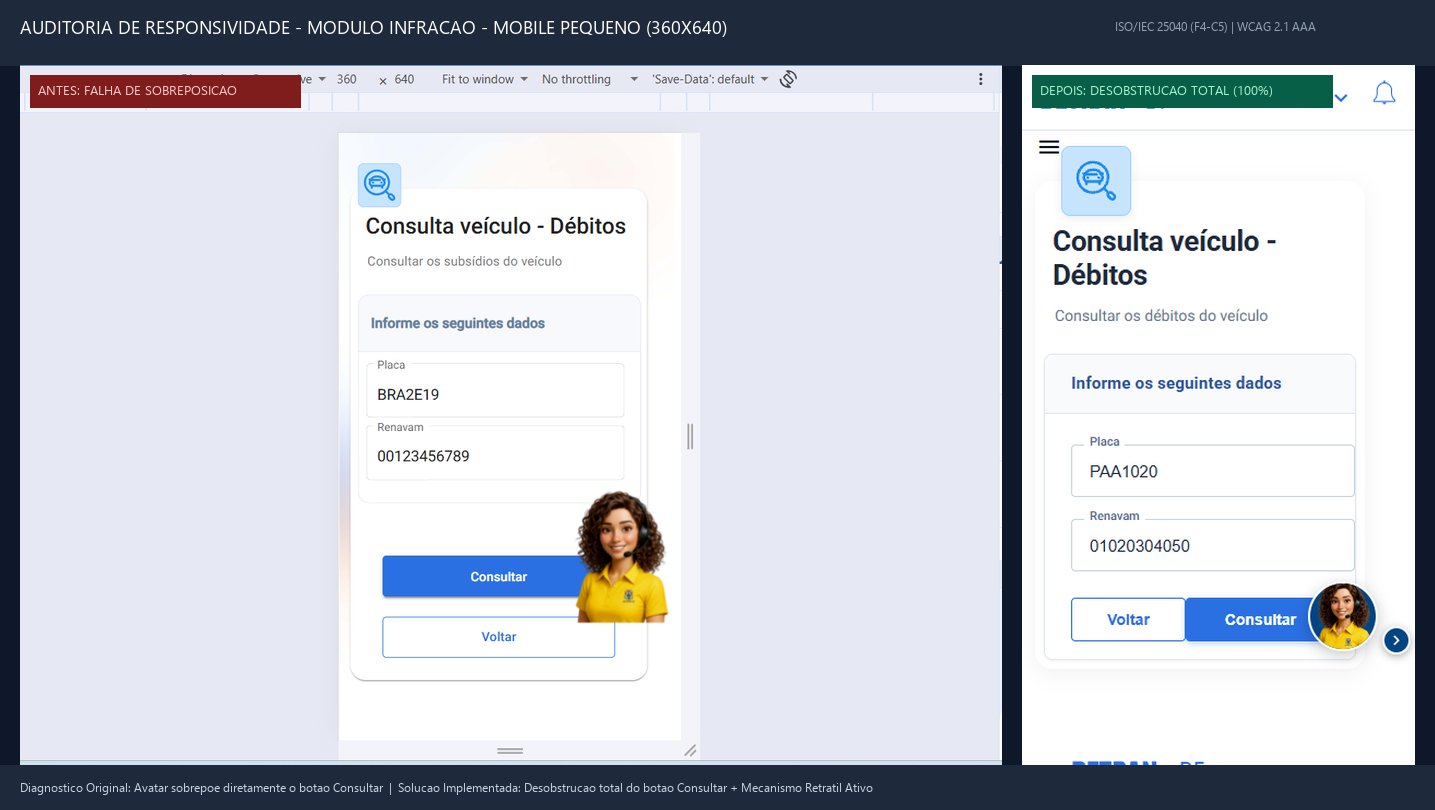 AUDITORIA DE RESPONSIVIDADE - MODULO INFRACAO - MOBILE PEQUENO (360X640)
ISO/IEC 25040 (F4-C5) | WCAG 2.1 AAA
ANTES: FALHA DE SOBREPOSICAO
360 × 640 Fit to window No throttling 'Save-Data': default
Consulta veículo - Débitos
Consultar os subsídios do veículo
Informe os seguintes dados
Placa
BRA2E19
Renavam
00123456789
Consultar
Voltar
DEPOIS: DESOBSTRUCAO TOTAL (100%)
Consulta veículo -
Débitos
Consultar os débitos do veículo
Informe os seguintes dados
Placa
PAA1020
Renavam
01020304050
Voltar Consultar
Diagnostico Original: Avatar sobrepoe diretamente o botao Consultar | Solucao Implementada: Desobstrucao total do botao Consultar + Mecanismo Retratil Ativo